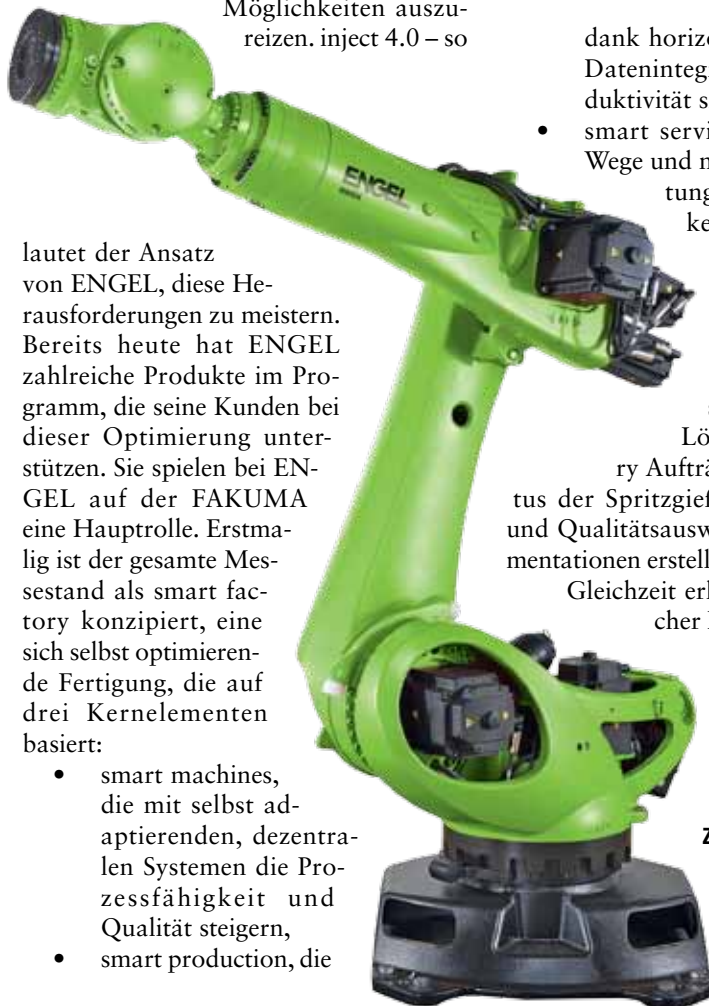 Möglichkeiten auszu-
reizen. inject 4.0 – so
lautet der Ansatz
von ENGEL, diese He-
rausforderungen zu meistern.
Bereits heute hat ENGEL
zahlreiche Produkte im Pro-
gramm, die seine Kunden bei
dieser Optimierung unter-
stützen. Sie spielen bei EN-
GEL auf der FAKUMA
eine Hauptrolle. Erstma-
lig ist der gesamte Mes-
sestand als smart fac-
tory konzipiert, eine
sich selbst optimieren-
de Fertigung, die auf
drei Kernelementen
basiert:
• smart machines,
die mit selbst ad-
aptierenden, dezentra-
len Systemen die Pro-
zessfähigkeit und
Qualität steigern,
• smart production, die
ENGEL
dank horizo
Datenintegr
duktivität s
• smart servi
Wege und n
tung
ke
Lö
ry Aufträ
tus der Spritzgieß
und Qualitätsausw
mentationen erstell
Gleichzeit erl
cher
Z